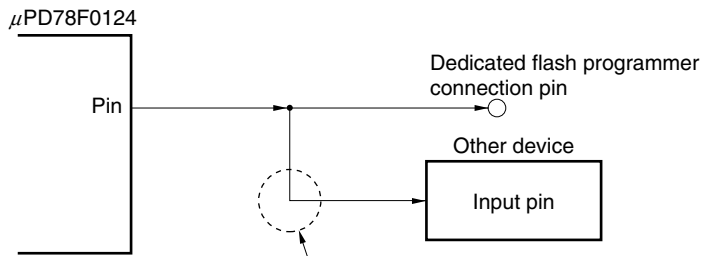 μPD78F0124
Pin
Dedicated flash programmer
connection pin
Other device
Input pin